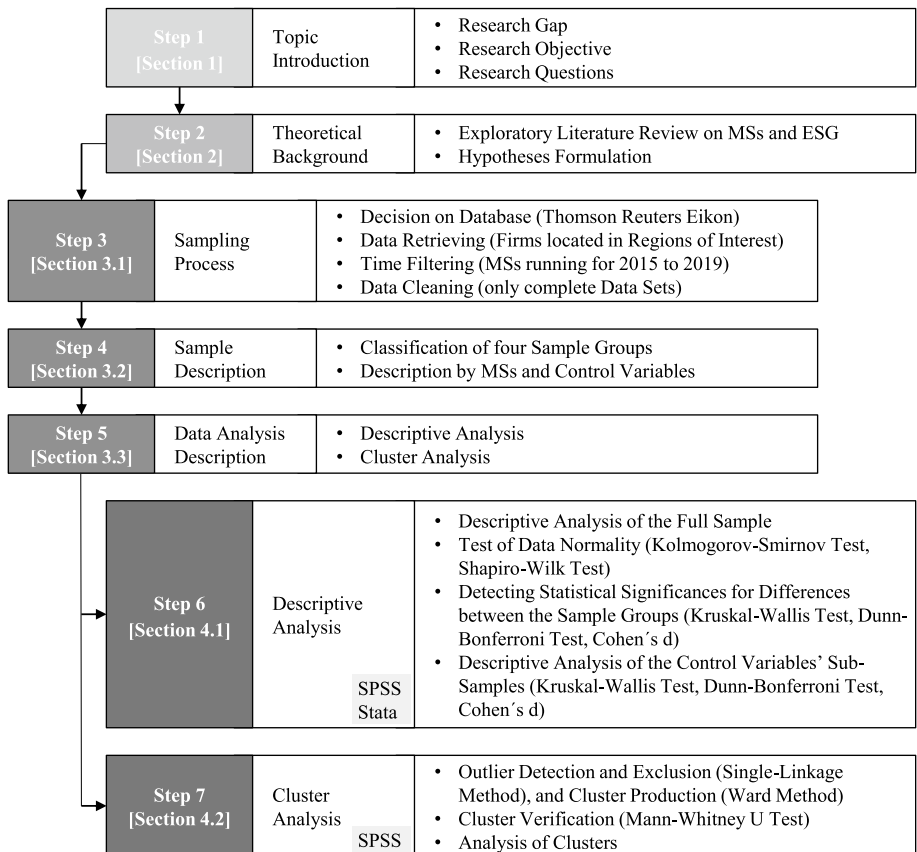 Step 1
[Section 1]
Topic
Introduction
• Research Gap
• Research Objective
• Research Questions
Step 2
[Section 2]
Theoretical
Background
• Exploratory Literature Review on MSs and ESG
• Hypotheses Formulation
Step 3
[Section 3.1]
Sampling
Process
• Decision on Database (Thomson Reuters Eikon)
• Data Retrieving (Firms located in Regions of Interest)
• Time Filtering (MSs running for 2015 to 2019)
• Data Cleaning (only complete Data Sets)
Step 4
[Section 3.2]
Sample
Description
• Classification of four Sample Groups
• Description by MSs and Control Variables
Step 5
[Section 3.3]
Data Analysis
Description
• Descriptive Analysis
• Cluster Analysis
Step 6
[Section 4.1]
Descriptive
Analysis
SPSS
Stata
• Descriptive Analysis of the Full Sample
• Test of Data Normality (Kolmogorov-Smirnov Test,
Shapiro-Wilk Test)
• Detecting Statistical Significances for Differences
between the Sample Groups (Kruskal-Wallis Test, Dunn-
Bonferroni Test, Cohen´s d)
• Descriptive Analysis of the Control Variables’ Sub-
Samples (Kruskal-Wallis Test, Dunn-Bonferroni Test,
Cohen´s d)
Step 7
[Section 4.2]
Cluster
Analysis
SPSS
• Outlier Detection and Exclusion (Single-Linkage
Method), and Cluster Production (Ward Method)
• Cluster Verification (Mann-Whitney U Test)
• Analysis of Clusters